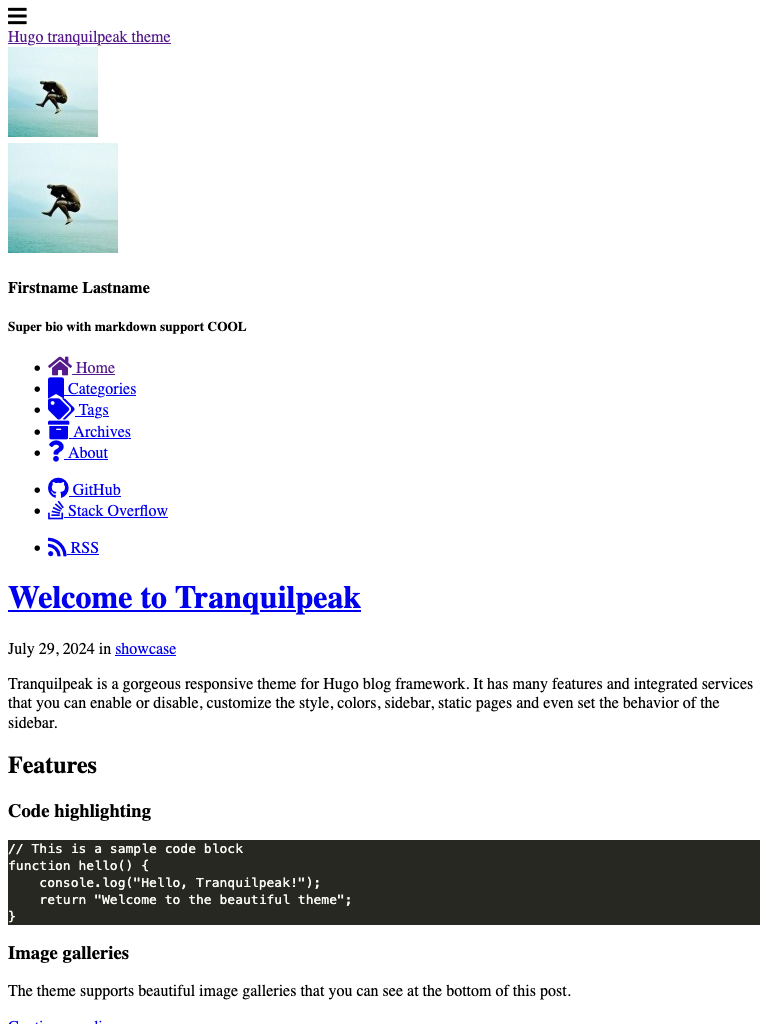 Hugo tranquilpeak theme
Firstname Lastname
Super bio with markdown support COOL
Home
Categories
Tags
Archives
About
GitHub
Stack Overflow
RSS
Welcome to Tranquilpeak
July 29, 2024 in showcase
Tranquilpeak is a gorgeous responsive theme for Hugo blog framework. It has many features and integrated services
that you can enable or disable, customize the style, colors, sidebar, static pages and even set the behavior of the
sidebar.
Features
Code highlighting
// This is a sample code block
function hello() {
    console.log("Hello, Tranquilpeak!");
    return "Welcome to the beautiful theme";
}
Image galleries
The theme supports beautiful image galleries that you can see at the bottom of this post.